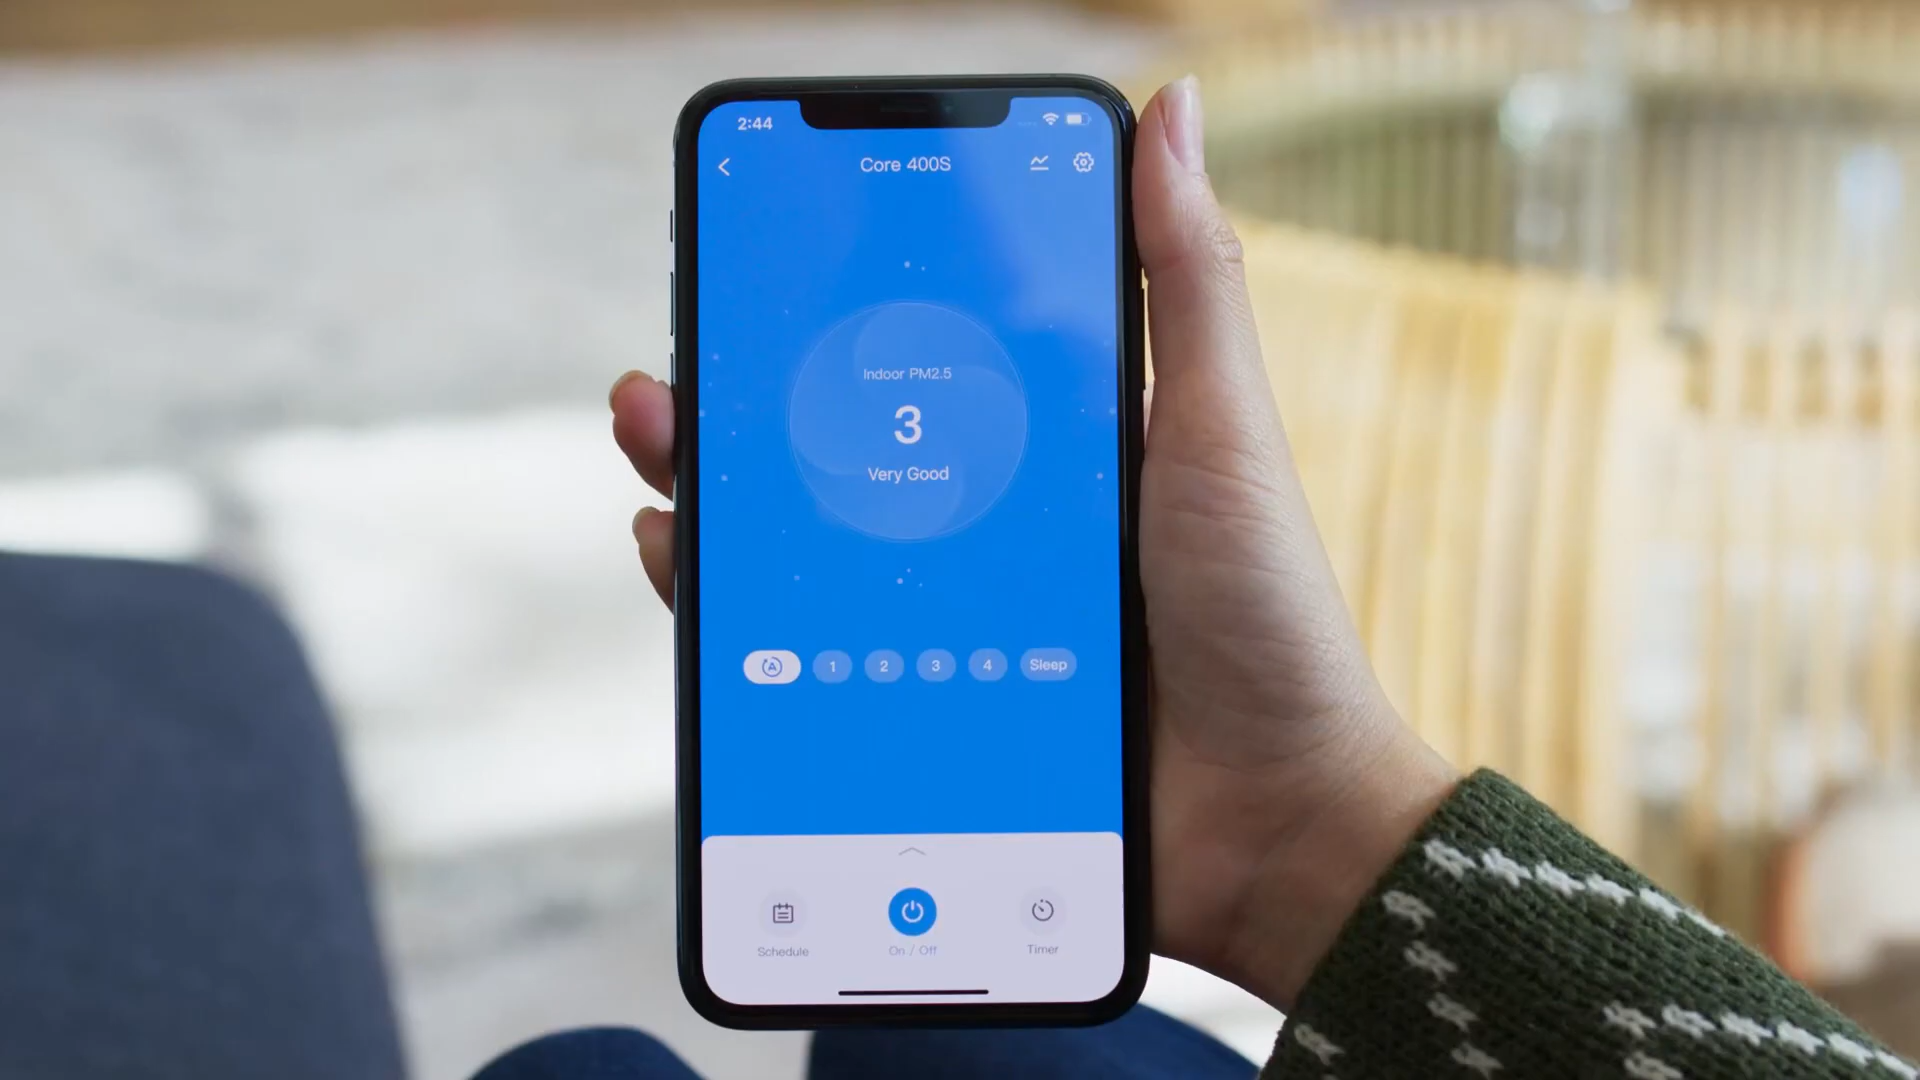 2:44
Core 400S
Indoor PM2.5
3
Very Good
A 1 2 3 4 Sleep
Schedule On / Off Timer